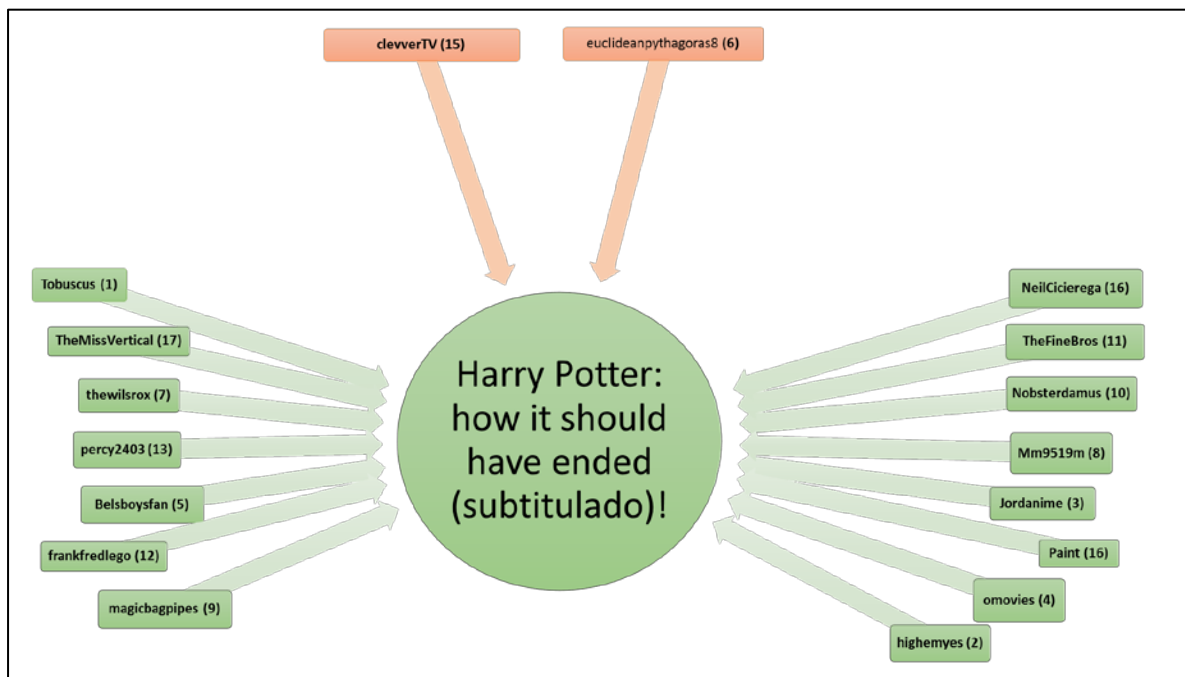 clevverTV (15)
euclideanpythagoras8 (6)
Tobuscus (1)
TheMissVertical (17)
thewilsrox (7)
percy2403 (13)
Belsboysfan (5)
frankfredlego (12)
magicbagpipes (9)
Harry Potter:
how it should
have ended
(subtitulado)!
NeilCicierega (16)
TheFineBros (11)
Nobsterdamus (10)
Mm9519m (8)
Jordanime (3)
Paint (16)
omovies (4)
highemyes (2)